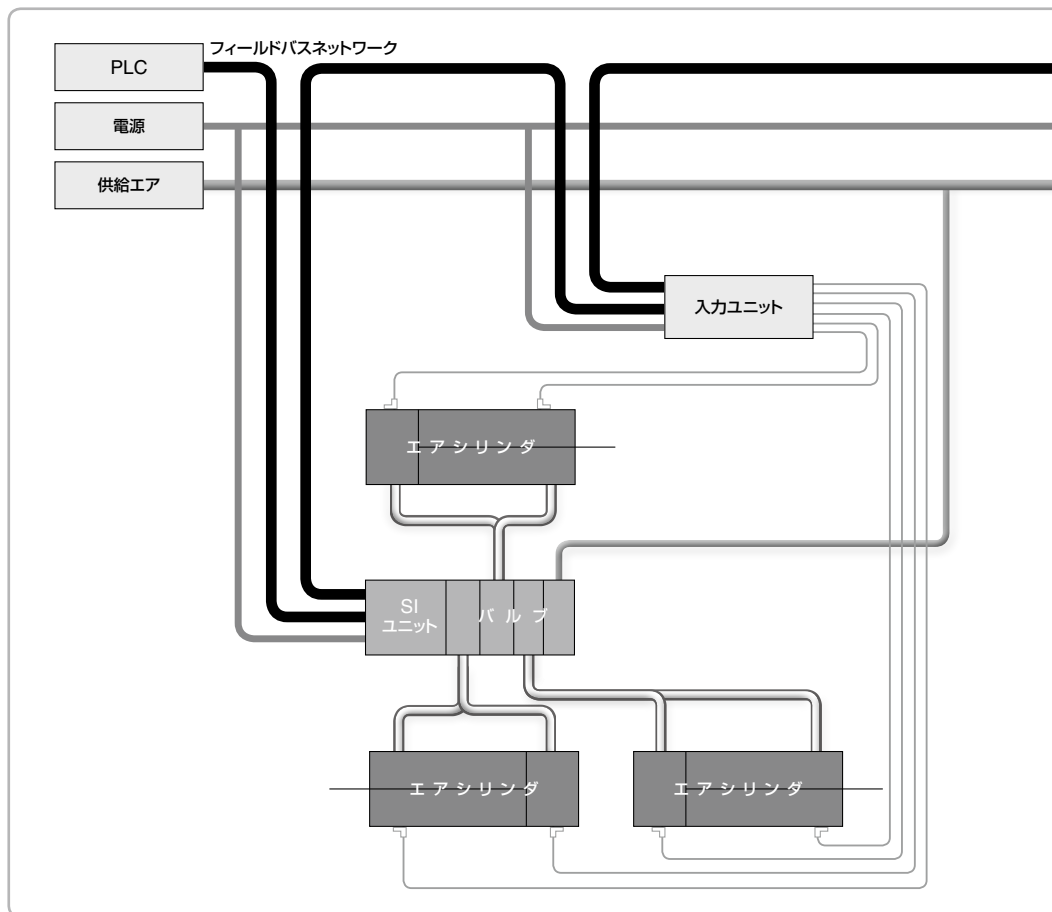 フィールドバスネットワーク
PLC
電源
供給エア
入力ユニット
エアシリンダ
SI
ユニット
バルブ
エアシリンダ
エアシリンダ